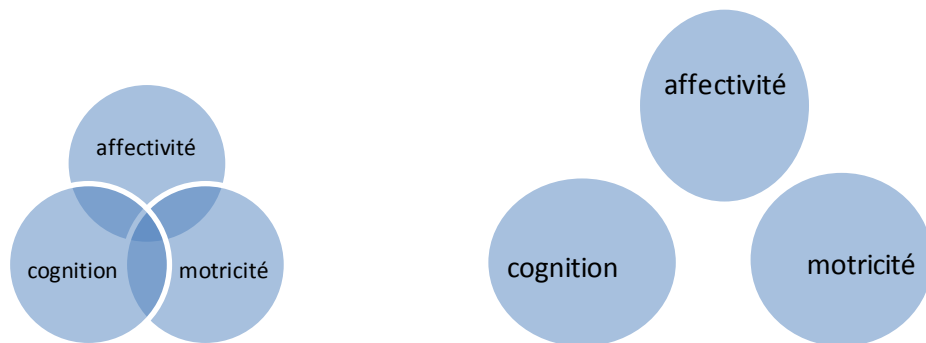 affectivité
cognition
motricité
affectivité
cognition
motricité